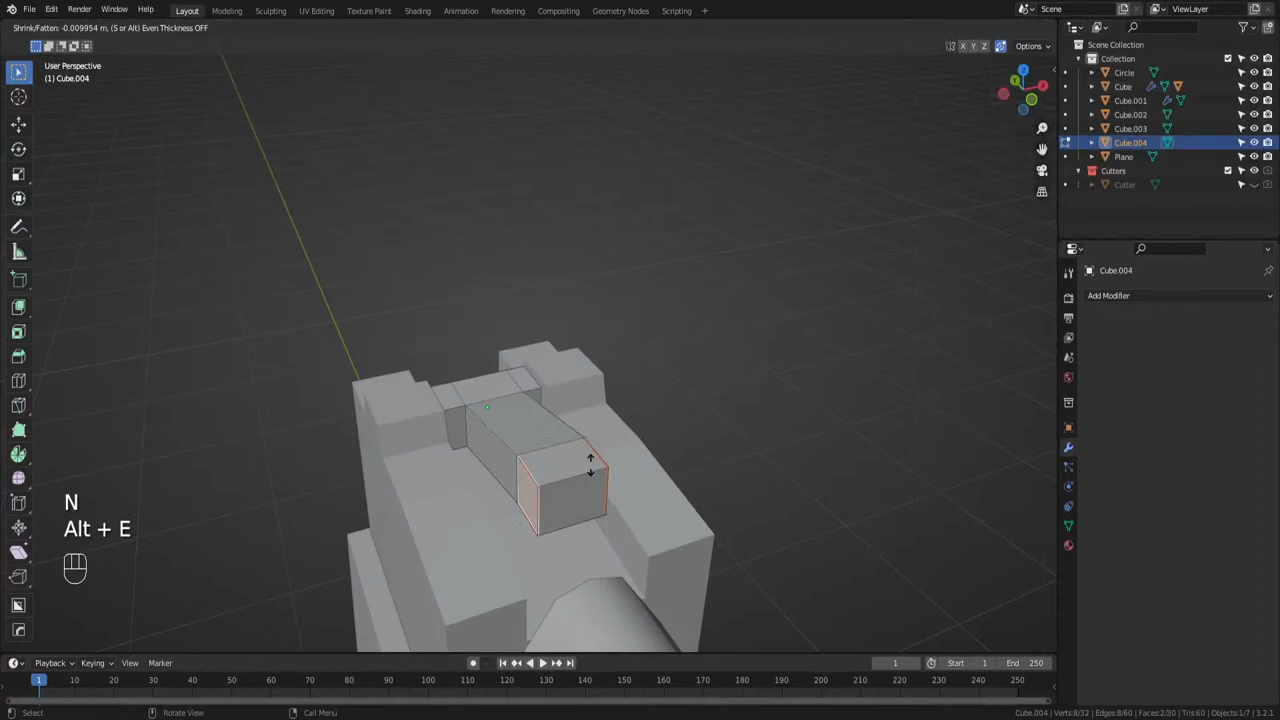 File Edit Render Window Help Layout Modeling Sculpting UV Editing Texture Paint Shading Animation Rendering Compositing Geometry Nodes Scripting + Scene ViewLayer
Shrink/Fatten: -0.009954 m, (S or Alt) Even Thickness OFF
X Y Z Options
User Perspective
(1) Cube.004
Scene Collection
Collection
Circle
Cube
Cube.001
Cube.002
Cube.003
Cube.004
Plane
Cutters
Cutter
Z
Y
X
Cube.004
Add Modifier
N
Alt + E
Playback Keying View Marker 1 Start 1 End 250
1 10 20 30 40 50 60 70 80 90 100 110 120 130 140 150 160 170 180 190 200 210 220 230 240 250
Select Rotate View Call Menu Cube.004 | Verts:8/32 | Edges:8/60 | Faces:2/30 | Tris:60 | Objects:1/7 | 3.2.1